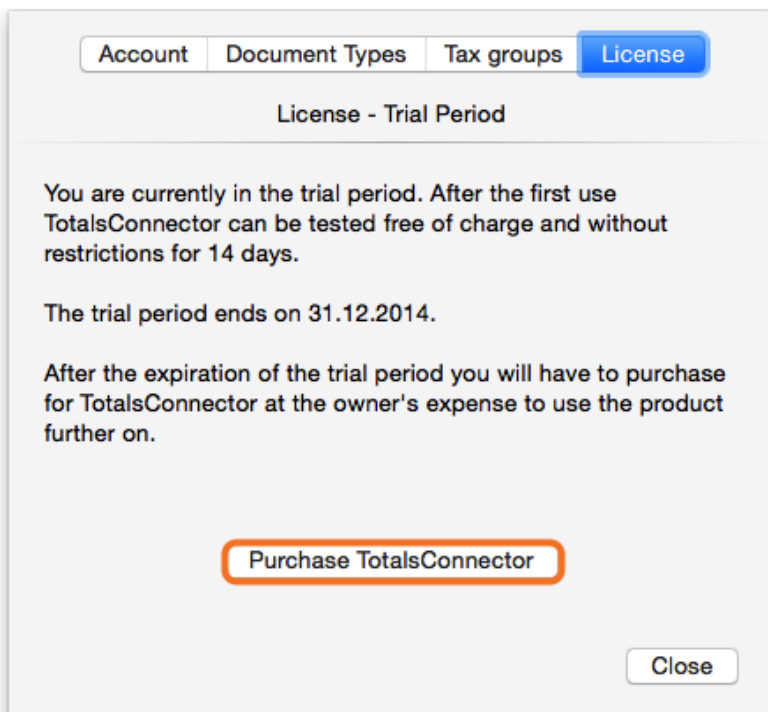 Account Document Types Tax groups License
License - Trial Period
You are currently in the trial period. After the first use
TotalsConnector can be tested free of charge and without
restrictions for 14 days.
The trial period ends on 31.12.2014.
After the expiration of the trial period you will have to purchase
for TotalsConnector at the owner's expense to use the product
further on.
Purchase TotalsConnector
Close